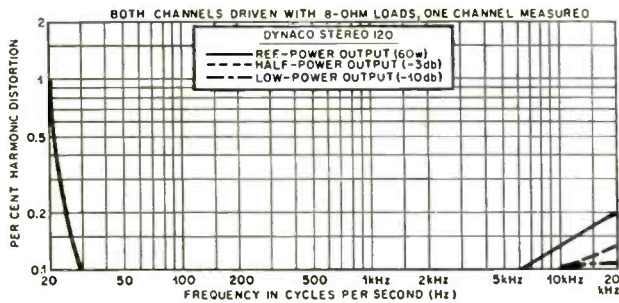 BOTH CHANNELS DRIVEN WITH 8-OHM LOADS, ONE CHANNEL MEASURED
DYNACO STEREO 120
REF.-POWER OUTPUT (60w)
HALF-POWER OUTPUT (-3db)
LOW-POWER OUTPUT (-10db)
PER CENT HARMONIC DISTORTION
2
1
0.5
0.2
0.1
20 50 100 200 500 1kHz 2kHz 5kHz 10kHz 20 kHz
FREQUENCY IN CYCLES PER SECOND (Hz)